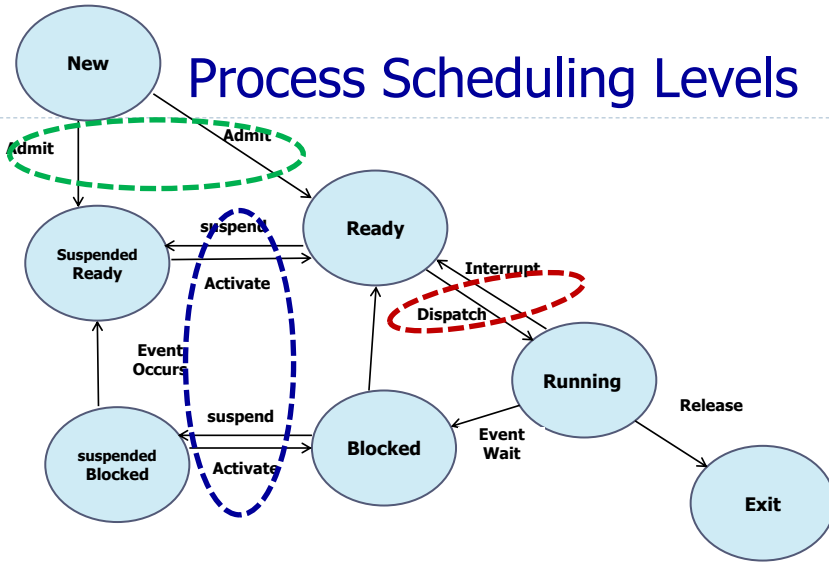 New
Process Scheduling Levels
Admit
Admit
suspend
Ready
Suspended
Ready
Activate
Interrupt
Dispatch
Event
Occurs
Running
Release
suspend
Blocked
Event
Wait
suspended
Blocked
Activate
Exit